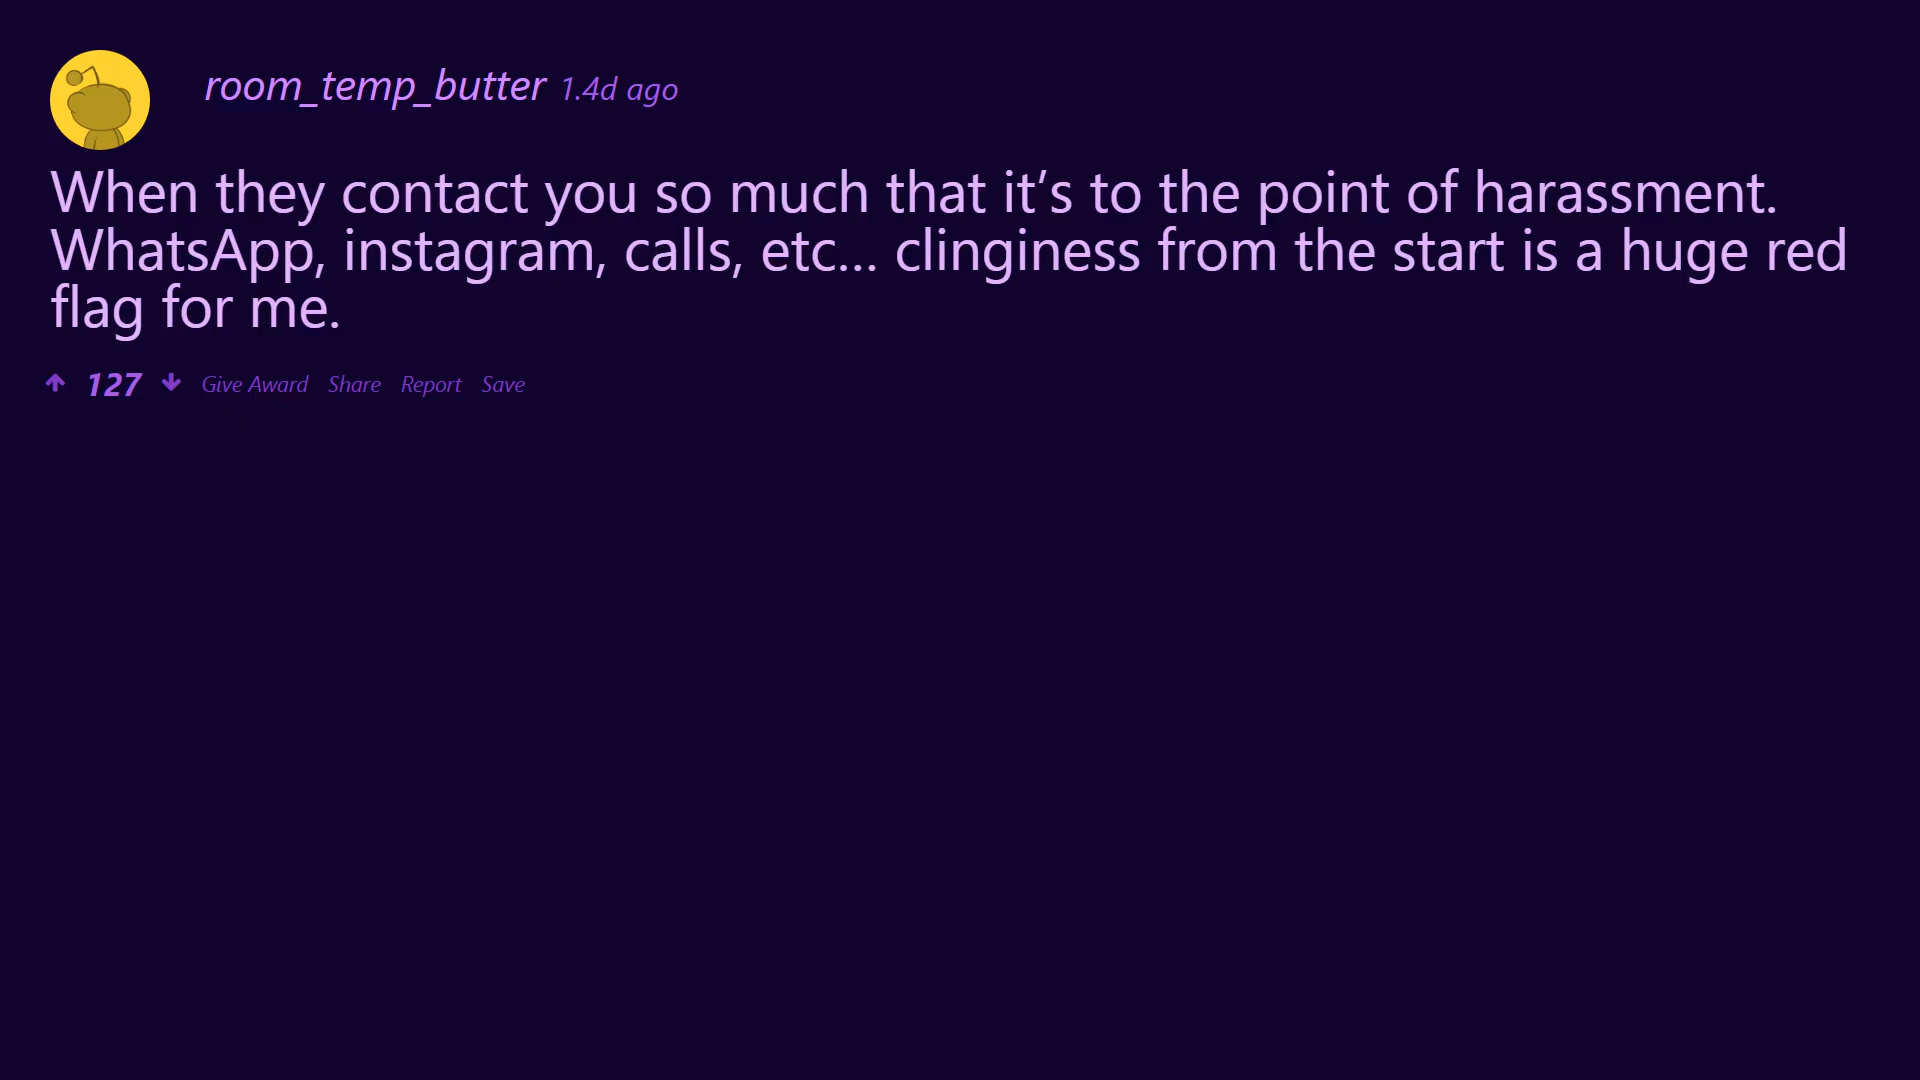 room_temp_butter 1.4d ago
When they contact you so much that it’s to the point of harassment.
WhatsApp, instagram, calls, etc... clinginess from the start is a huge red
flag for me.
127 Give Award Share Report Save